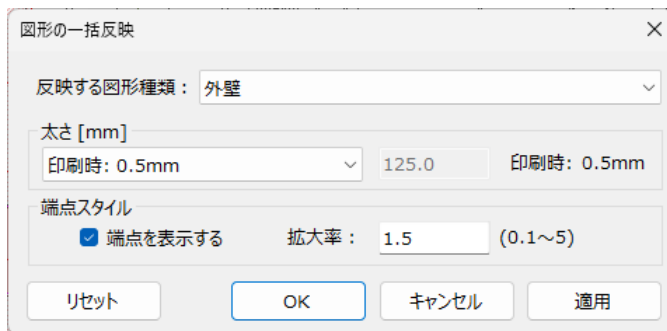 図形の一括反映
反映する図形種類： 外壁
太さ [mm]
印刷時: 0.5mm 125.0 印刷時: 0.5mm
端点スタイル
端点を表示する 拡大率： 1.5 (0.1～5)
リセット OK キャンセル 適用